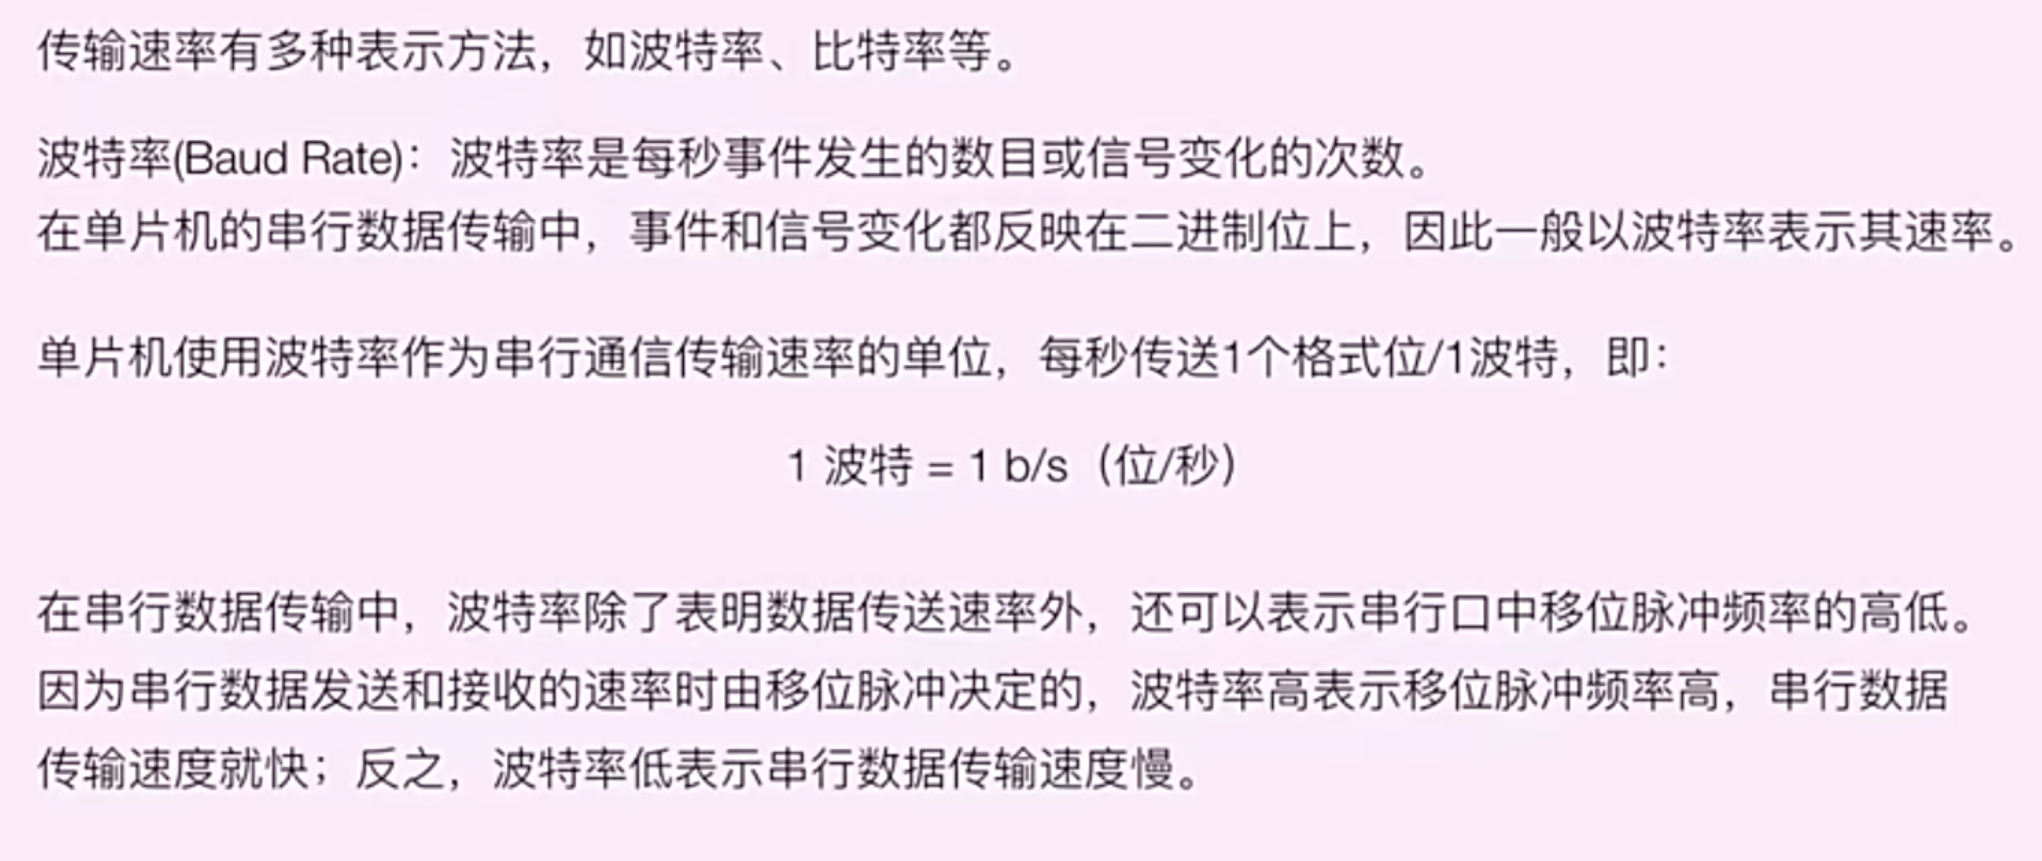 传输速率有多种表示方法，如波特率、比特率等。
波特率(Baud Rate)：波特率是每秒事件发生的数目或信号变化的次数。
在单片机的串行数据传输中，事件和信号变化都反映在二进制位上，因此一般以波特率表示其速率。
单片机使用波特率作为串行通信传输速率的单位，每秒传送1个格式位/1波特，即：
1 波特 = 1 b/s（位/秒）
在串行数据传输中，波特率除了表明数据传送速率外，还可以表示串行口中移位脉冲频率的高低。
因为串行数据发送和接收的速率时由移位脉冲决定的，波特率高表示移位脉冲频率高，串行数据
传输速度就快；反之，波特率低表示串行数据传输速度慢。